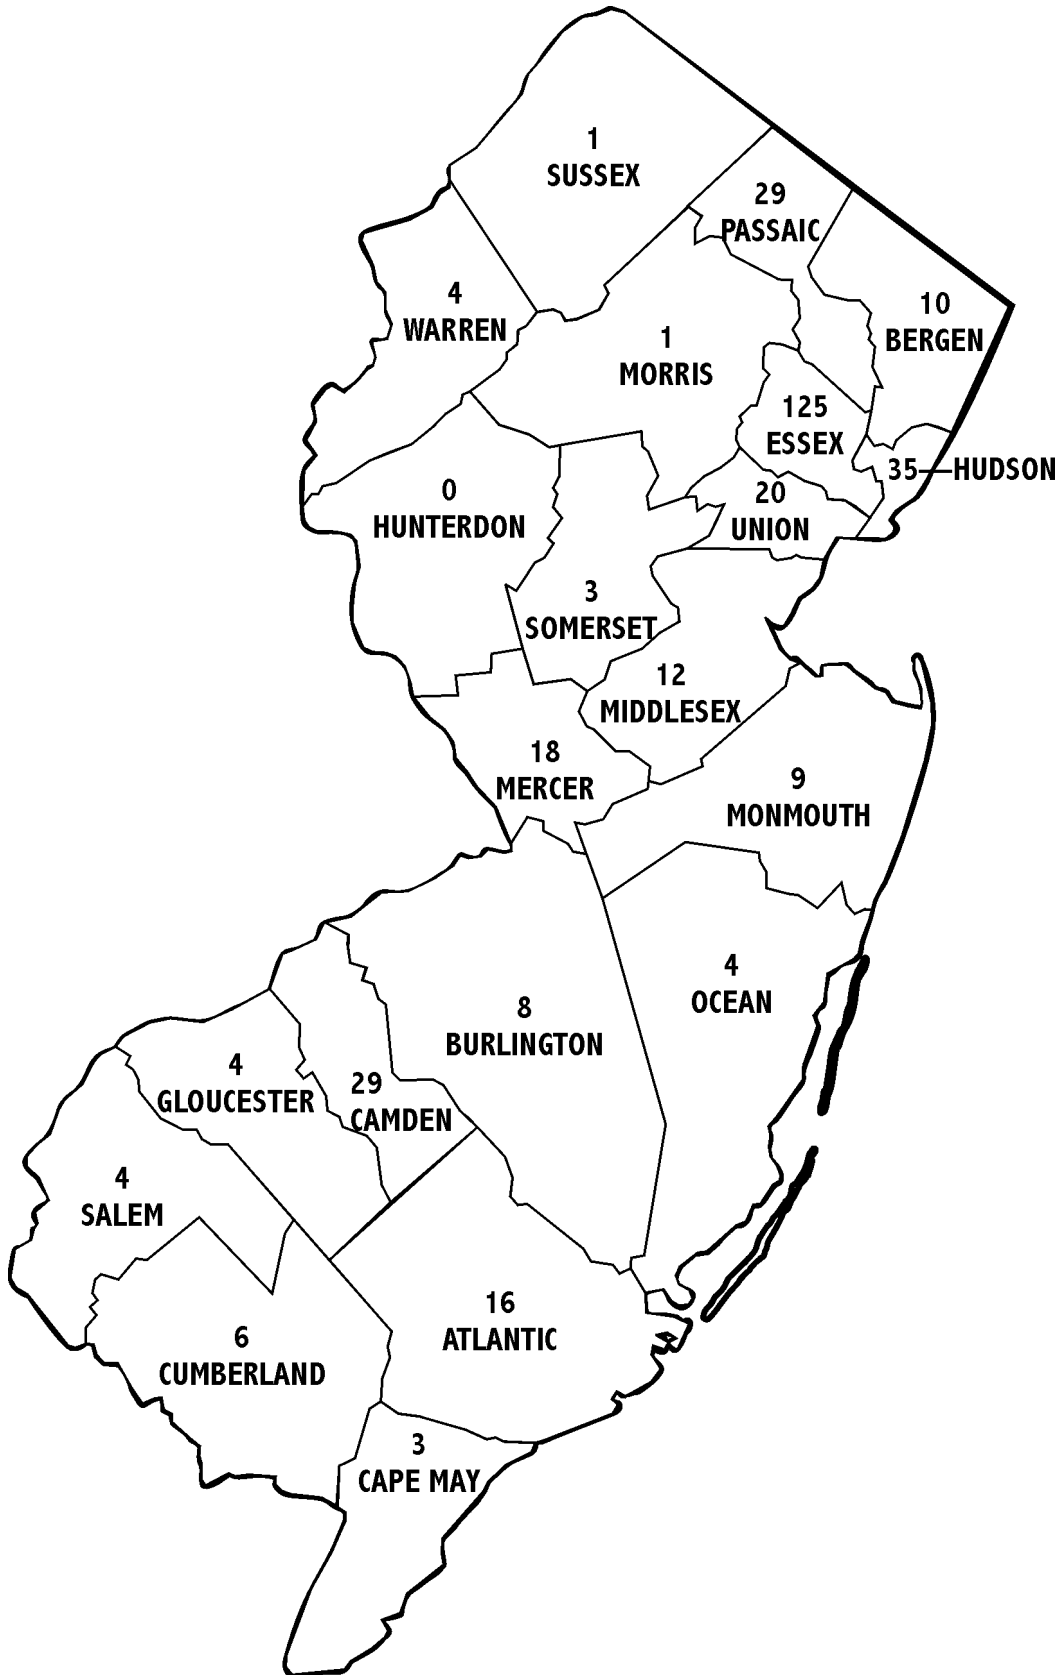 1
SUSSEX
29
PASSAIC
4
WARREN
10
BERGEN
1
MORRIS
125
ESSEX
35—HUDSON
0
HUNTERDON
20
UNION
3
SOMERSET
12
MIDDLESEX
18
MERCER
9
MONMOUTH
4
OCEAN
8
BURLINGTON
4
GLOUCESTER
29
CAMDEN
4
SALEM
16
ATLANTIC
6
CUMBERLAND
3
CAPE MAY